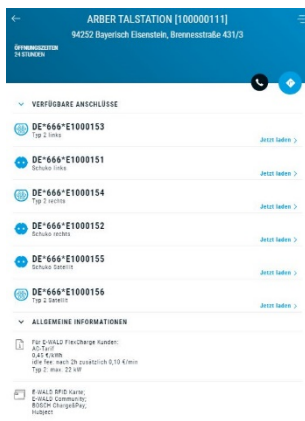 ARBER TALSTATION [100000111]
94252 Bayerisch Eisenstein, Brennesstraße 431/3
ÖFFNUNGSZEITEN
24 STUNDEN
VERFÜGBARE ANSCHLÜSSE
DE*666*E1000153
Typ 2 links
Jetzt laden
DE*666*E1000151
Schuko links
Jetzt laden
DE*666*E1000154
Typ 2 rechts
Jetzt laden
DE*666*E1000152
Schuko rechts
Jetzt laden
DE*666*E1000155
Schuko Satellit
Jetzt laden
DE*666*E1000156
Typ 2 Satellit
Jetzt laden
ALLGEMEINE INFORMATIONEN
Für E-WALD FlexCharge Kunden:
AC-Tarif
0,45 €/kWh
idle fee: nach 2h zusätzlich 0,10 €/min
Typ 2: max. 22 kW
E-WALD RFID Karte;
E-WALD Community;
BOSCH Charge&Pay;
Hubject